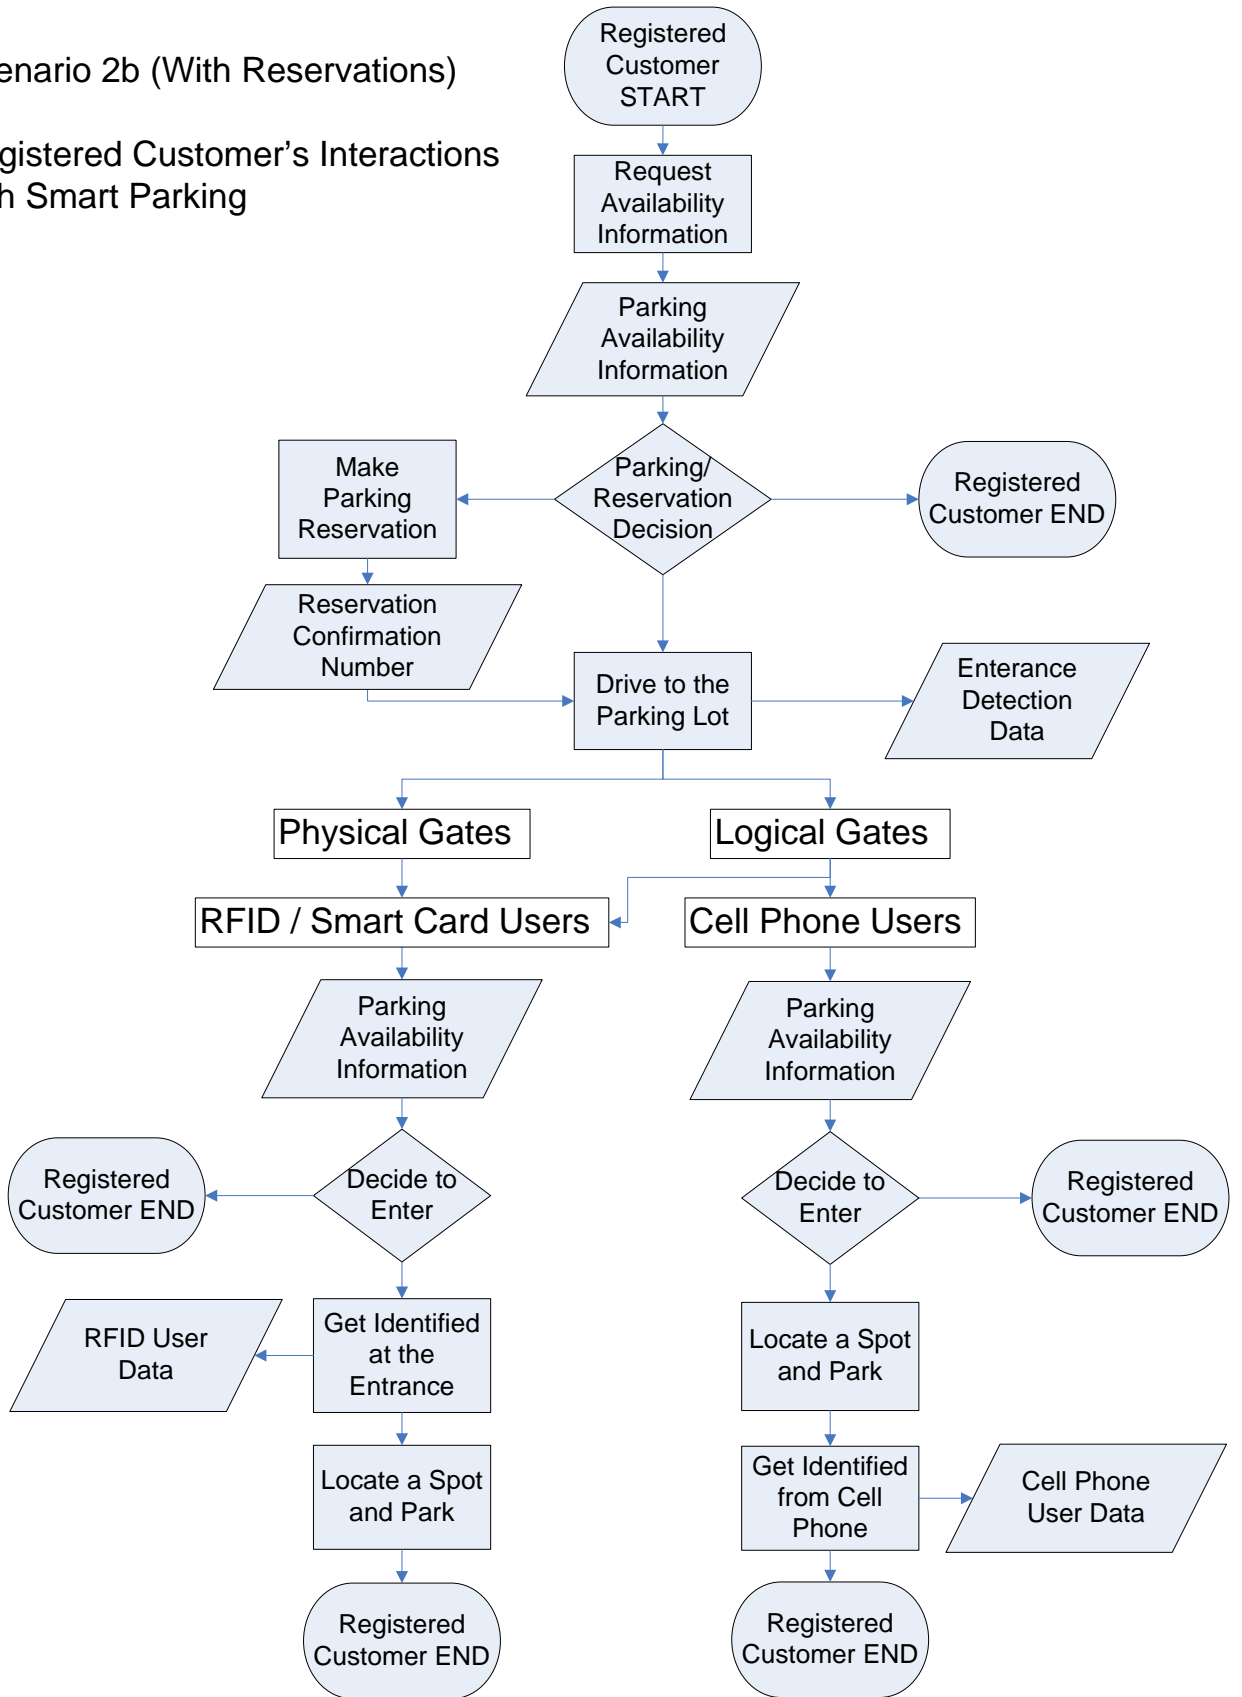 enario 2b (With Reservations)
gistered Customer's Interactions
h Smart Parking
Registered
Customer
START
Request
Availability
Information
Parking
Availability
Information
Parking/
Reservation
Decision
Make
Parking
Reservation
Registered
Customer END
Reservation
Confirmation
Number
Drive to the
Parking Lot
Enterance
Detection
Data
Physical Gates
Logical Gates
RFID / Smart Card Users
Cell Phone Users
Parking
Availability
Information
Parking
Availability
Information
Registered
Customer END
Decide to
Enter
Decide to
Enter
Registered
Customer END
RFID User
Data
Get Identified
at the
Entrance
Locate a Spot
and Park
Locate a Spot
and Park
Get Identified
from Cell
Phone
Cell Phone
User Data
Registered
Customer END
Registered
Customer END